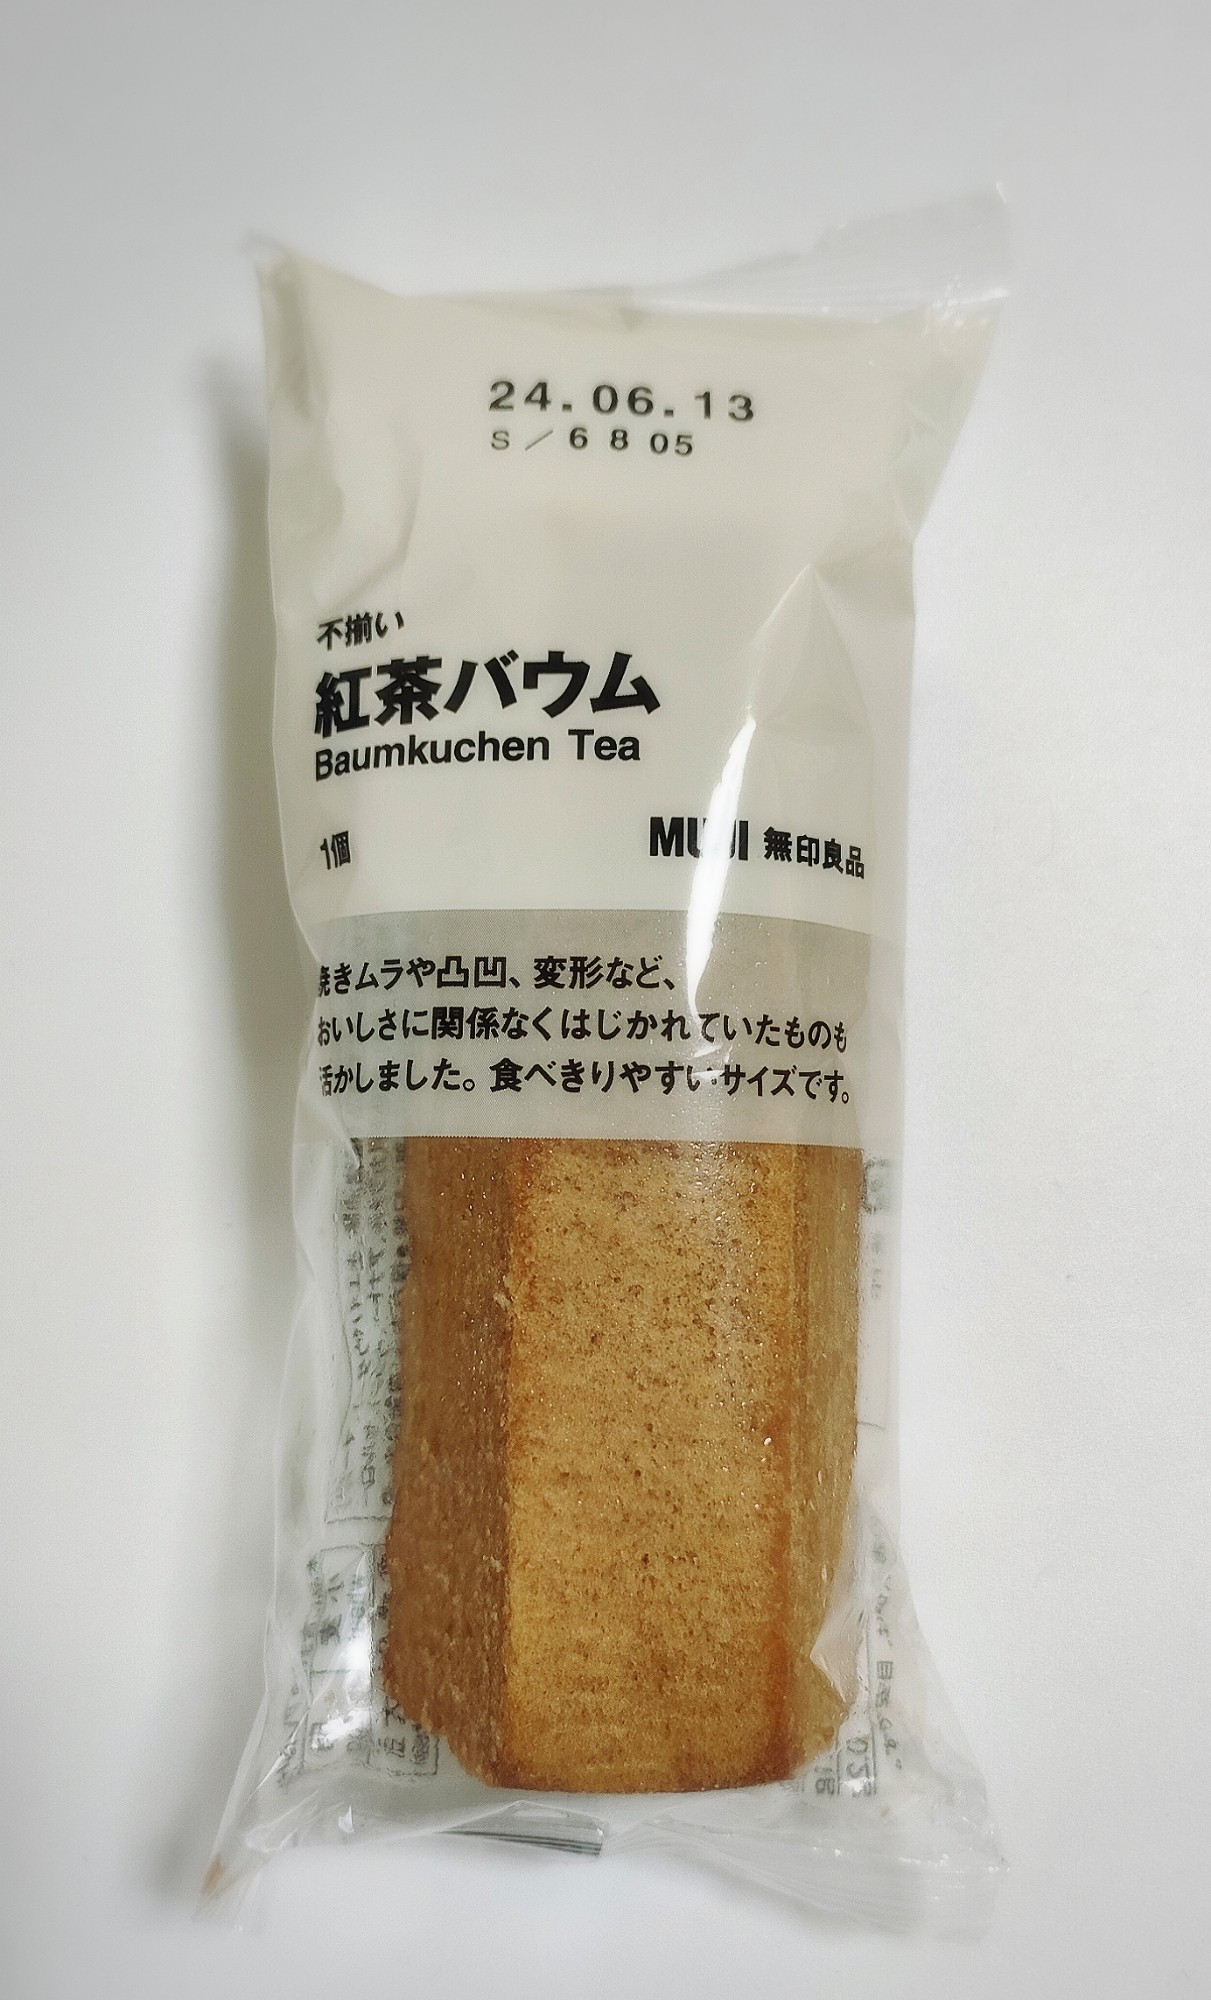 24.06.13
S／6 8 05
不揃い
紅茶バウム
Baumkuchen Tea
1個
MUJI 無印良品
焼きムラや凸凹、変形など、
おいしさに関係なくはじかれていたものも
活かしました。食べきりやすいサイズです。